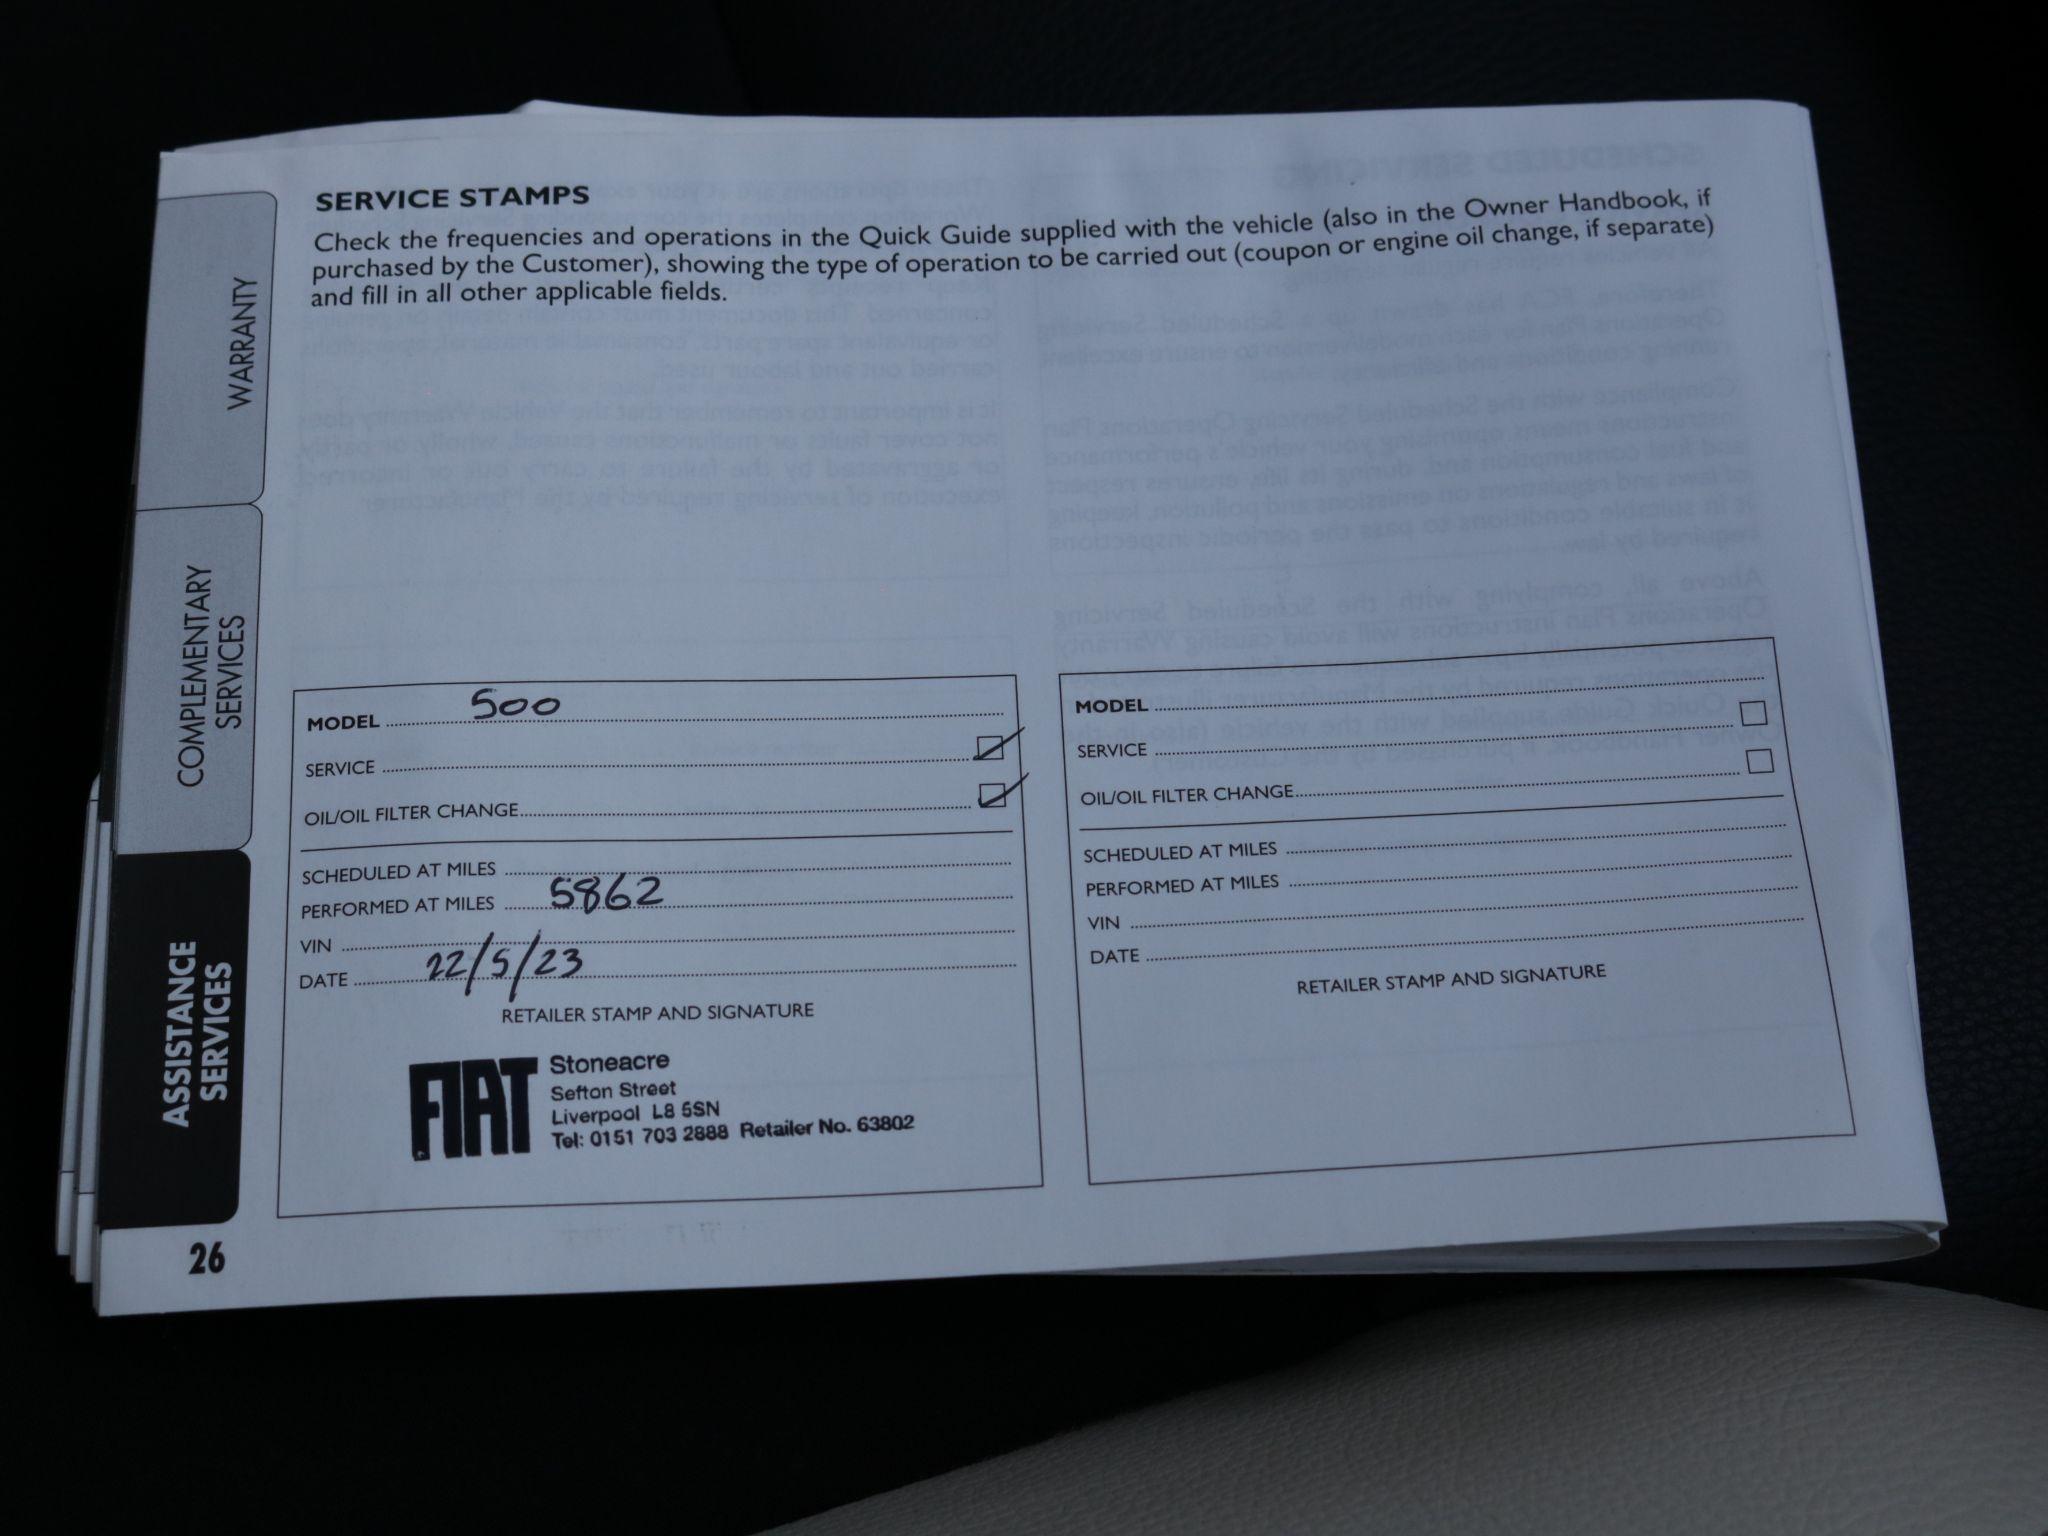 SERVICE STAMPS
Check the frequencies and operations in the Quick Guide supplied with the vehicle (also in the Owner Handbook, if
purchased by the Customer), showing the type of operation to be carried out (coupon or engine oil change, if separate)
and fill in all other applicable fields.
WARRANTY
COMPLEMENTARY
SERVICES
ASSISTANCE
SERVICES
MODEL 500
SERVICE
OIL/OIL FILTER CHANGE
SCHEDULED AT MILES
PERFORMED AT MILES 5862
VIN
DATE 22/5/23
RETAILER STAMP AND SIGNATURE
FIAT
Stoneacre
Sefton Street
Liverpool L8 5SN
Tel: 0151 703 2888 Retailer No. 63802
MODEL
SERVICE
OIL/OIL FILTER CHANGE
SCHEDULED AT MILES
PERFORMED AT MILES
VIN
DATE
RETAILER STAMP AND SIGNATURE
26